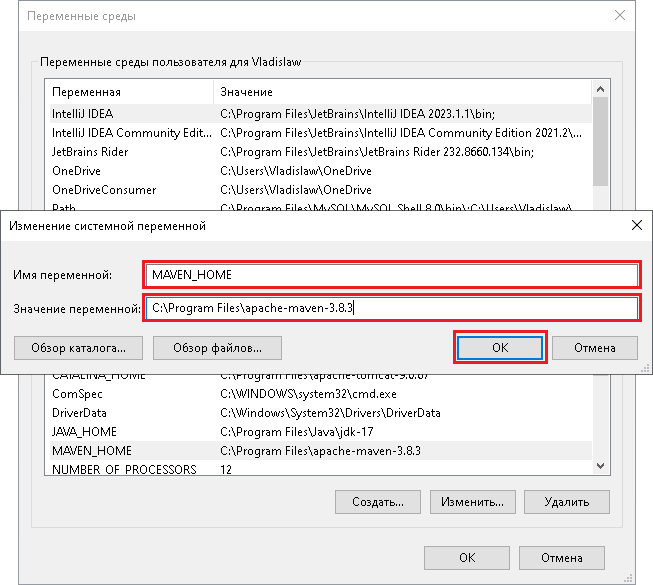 Переменные среды
Переменные среды пользователя для Vladislaw
Переменная Значение
IntelliJ IDEA C:\Program Files\JetBrains\IntelliJ IDEA 2023.1.1\bin;
IntelliJ IDEA Community Edit... C:\Program Files\JetBrains\IntelliJ IDEA Community Edition 2021.2\...
JetBrains Rider C:\Program Files\JetBrains\JetBrains Rider 232.8660.134\bin;
OneDrive C:\Users\Vladislaw\OneDrive
OneDriveConsumer C:\Users\Vladislaw\OneDrive
Path C:\Program Files\MySQL\MySQL Shell 8.0\bin\;C:\Users\Vladislaw\
Изменение системной переменной
Имя переменной: MAVEN_HOME
Значение переменной: C:\Program Files\apache-maven-3.8.3
Обзор каталога... Обзор файлов... OK Отмена
CATALINA_HOME C:\Program Files\apache-tomcat-9.0.67
ComSpec C:\WINDOWS\system32\cmd.exe
DriverData C:\Windows\System32\Drivers\DriverData
JAVA_HOME C:\Program Files\Java\jdk-17
MAVEN_HOME C:\Program Files\apache-maven-3.8.3
NUMBER_OF_PROCESSORS 12
Создать... Изменить... Удалить
OK Отмена